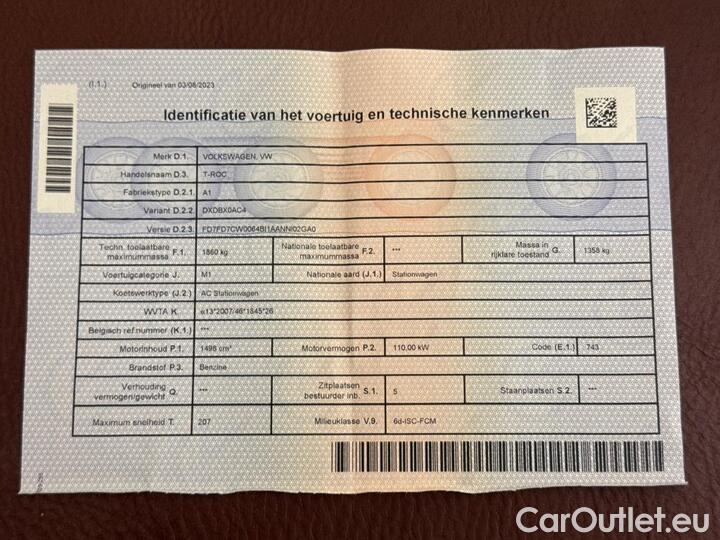 (I.1.) Origineel van 03/08/2023
Identificatie van het voertuig en technische kenmerken
Merk D.1. VOLKSWAGEN, VW
Handelsnaam D.3. T-ROC
Fabriekstype D.2.1. A1
Variant D.2.2. DXDBX0AC4
Versie D.2.3. FD7FD7CW0064BI1AANNI02GA0
Techn. toelaatbare maximummassa F.1. 1860 kg Nationale toelaatbare maximummassa F.2. *** Massa in rijklare toestand G. 1358 kg
Voertuigcategorie J. M1 Nationale aard (J.1.) Stationwagen
Koetswerktype (J.2.) AC Stationwagen
WVTA K. e13*2007/46*1845*26
Belgisch ref.nummer (K.1.) ***
Motorinhoud P.1. 1498 cm³ Motorvermogen P.2. 110,00 kW Code (E.1.) 743
Brandstof P.3. Benzine
Verhouding vermogen/gewicht Q. *** Zitplaatsen bestuurder inb. S.1. 5 Staanplaatsen S.2. ***
Maximum snelheid T. 207 Milieuklasse V.9. 6d-ISC-FCM
CarOutlet.eu